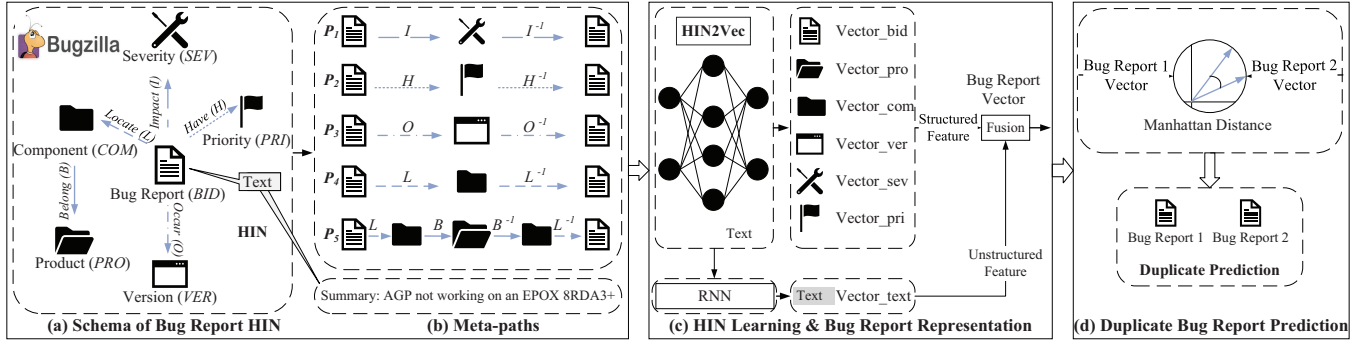 Bugzilla
Severity (SEV)
Impact (I)
Locate (L)
Have (H)
Component (COM)
Priority (PRI)
Bug Report (BID)
Text
Belong (B)
Occur (O)
HIN
Product (PRO)
Version (VER)
(a) Schema of Bug Report HIN
P1 I I-1
P2 H H-1
P3 O O-1
P4 L L-1
P5 L B B-1 L-1
Summary: AGP not working on an EPOX 8RDA3+
(b) Meta-paths
HIN2Vec
Text
RNN
Vector_bid
Vector_pro
Vector_com
Vector_ver
Vector_sev
Vector_pri
Text Vector_text
Bug Report
Vector
Structured
Feature
Fusion
Unstructured
Feature
(c) HIN Learning & Bug Report Representation
Bug Report 1
Vector
Bug Report 2
Vector
Manhattan Distance
Bug Report 1 Bug Report 2
Duplicate Prediction
(d) Duplicate Bug Report Prediction